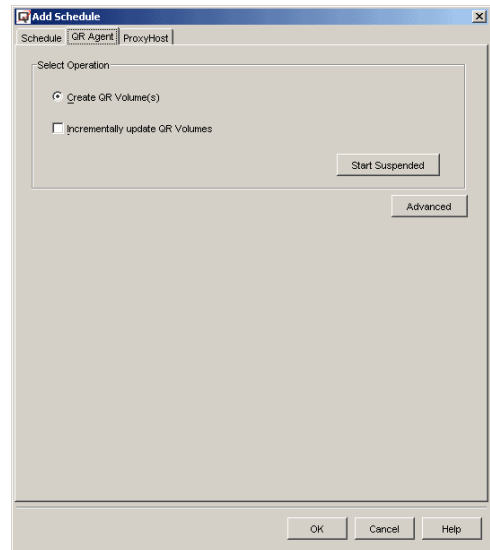 Add Schedule
Schedule QR Agent ProxyHost
Select Operation
Create QR Volume(s)
Incrementally update QR Volumes
Start Suspended
Advanced
OK Cancel Help